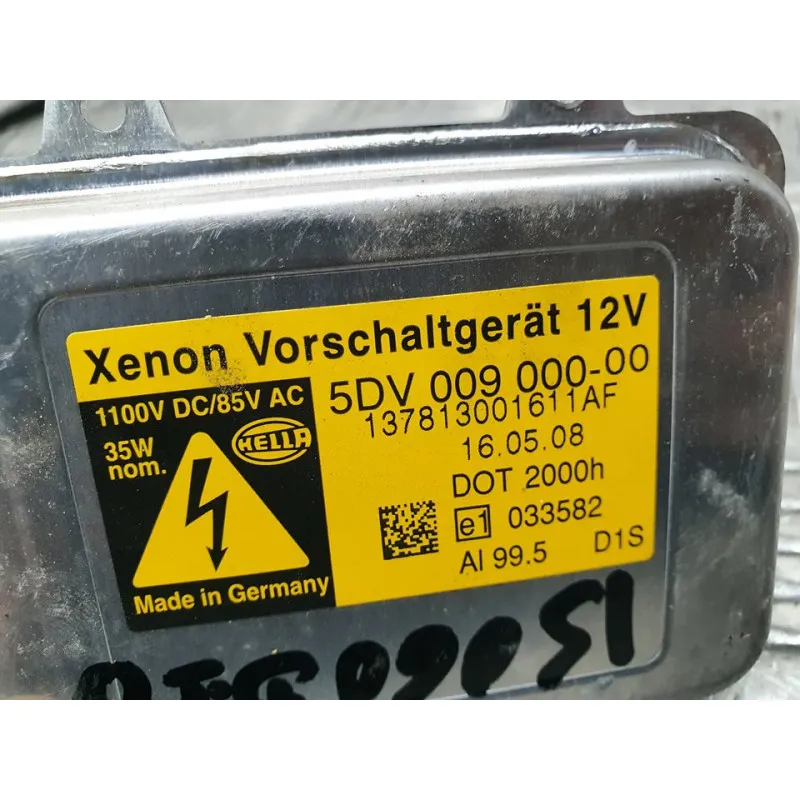 Xenon Vorschaltgerät 12V
1100V DC/85V AC
35W
nom.
HELLA
Made in Germany
5DV 009 000-00
137813001611AF
16.05.08
DOT 2000h
e1 033582
Al 99.5 D1S